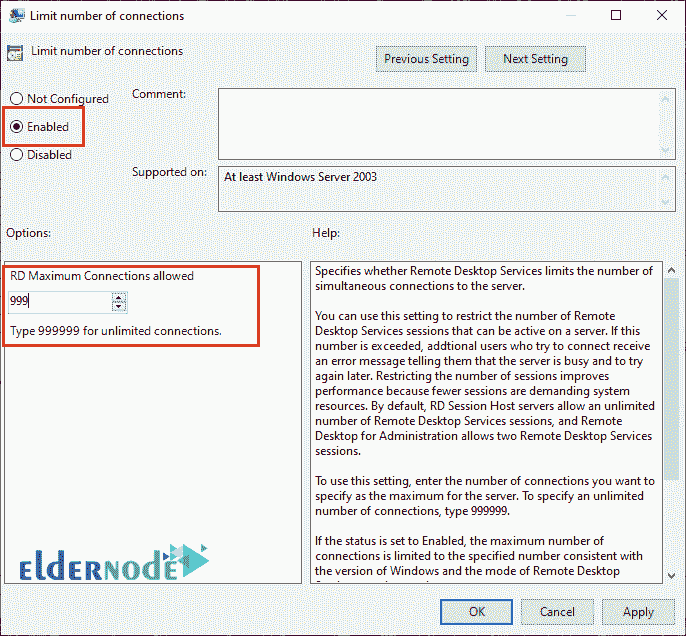 Limit number of connections
Limit number of connections
Previous Setting
Next Setting
Not Configured
Enabled
Disabled
Comment:
Supported on:
At least Windows Server 2003
Options:
Help:
RD Maximum Connections allowed
999
Type 999999 for unlimited connections.
Specifies whether Remote Desktop Services limits the number of
simultaneous connections to the server.
You can use this setting to restrict the number of Remote
Desktop Services sessions that can be active on a server. If this
number is exceeded, addtional users who try to connect receive
an error message telling them that the server is busy and to try
again later. Restricting the number of sessions improves
performance because fewer sessions are demanding system
resources. By default, RD Session Host servers allow an unlimited
number of Remote Desktop Services sessions, and Remote
Desktop for Administration allows two Remote Desktop Services
sessions.
To use this setting, enter the number of connections you want to
specify as the maximum for the server. To specify an unlimited
number of connections, type 999999.
If the status is set to Enabled, the maximum number of
connections is limited to the specified number consistent with
the version of Windows and the mode of Remote Desktop
eldernode
OK
Cancel
Apply